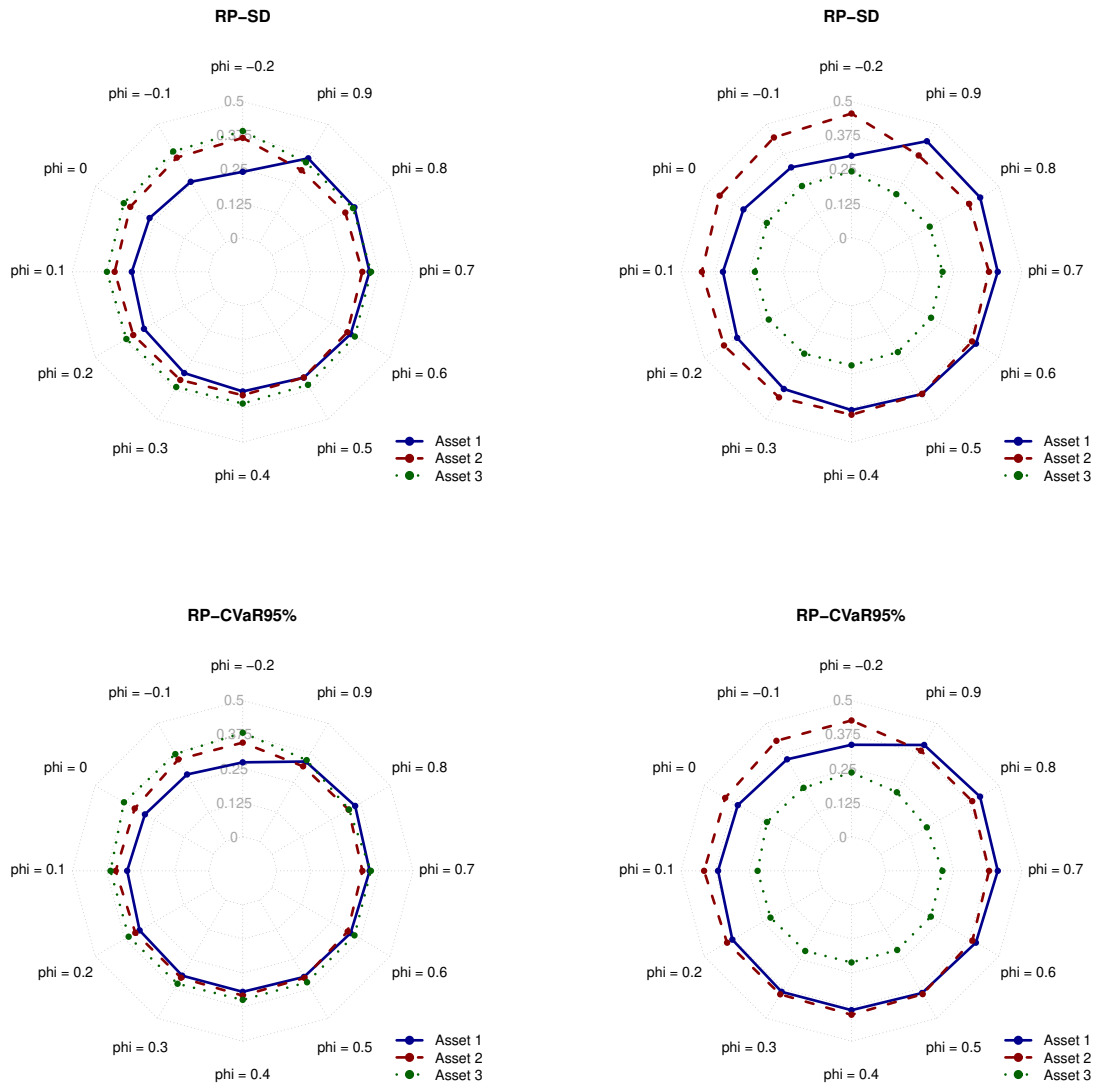 RP−SD
phi = −0.2
phi = −0.1
phi = 0.9
0.5
0.375
phi = 0
phi = 0.8
0.25
0.125
0
phi = 0.1
phi = 0.7
phi = 0.2
phi = 0.6
phi = 0.3
phi = 0.5
phi = 0.4
Asset 1
Asset 2
Asset 3
RP−SD
phi = −0.2
phi = −0.1
phi = 0.9
0.5
0.375
phi = 0
phi = 0.8
0.25
0.125
0
phi = 0.1
phi = 0.7
phi = 0.2
phi = 0.6
phi = 0.3
phi = 0.5
phi = 0.4
Asset 1
Asset 2
Asset 3
RP−CVaR95%
phi = −0.2
phi = −0.1
phi = 0.9
0.5
0.375
phi = 0
phi = 0.8
0.25
0.125
0
phi = 0.1
phi = 0.7
phi = 0.2
phi = 0.6
phi = 0.3
phi = 0.5
phi = 0.4
Asset 1
Asset 2
Asset 3
RP−CVaR95%
phi = −0.2
phi = −0.1
phi = 0.9
0.5
0.375
phi = 0
phi = 0.8
0.25
0.125
0
phi = 0.1
phi = 0.7
phi = 0.2
phi = 0.6
phi = 0.3
phi = 0.5
phi = 0.4
Asset 1
Asset 2
Asset 3